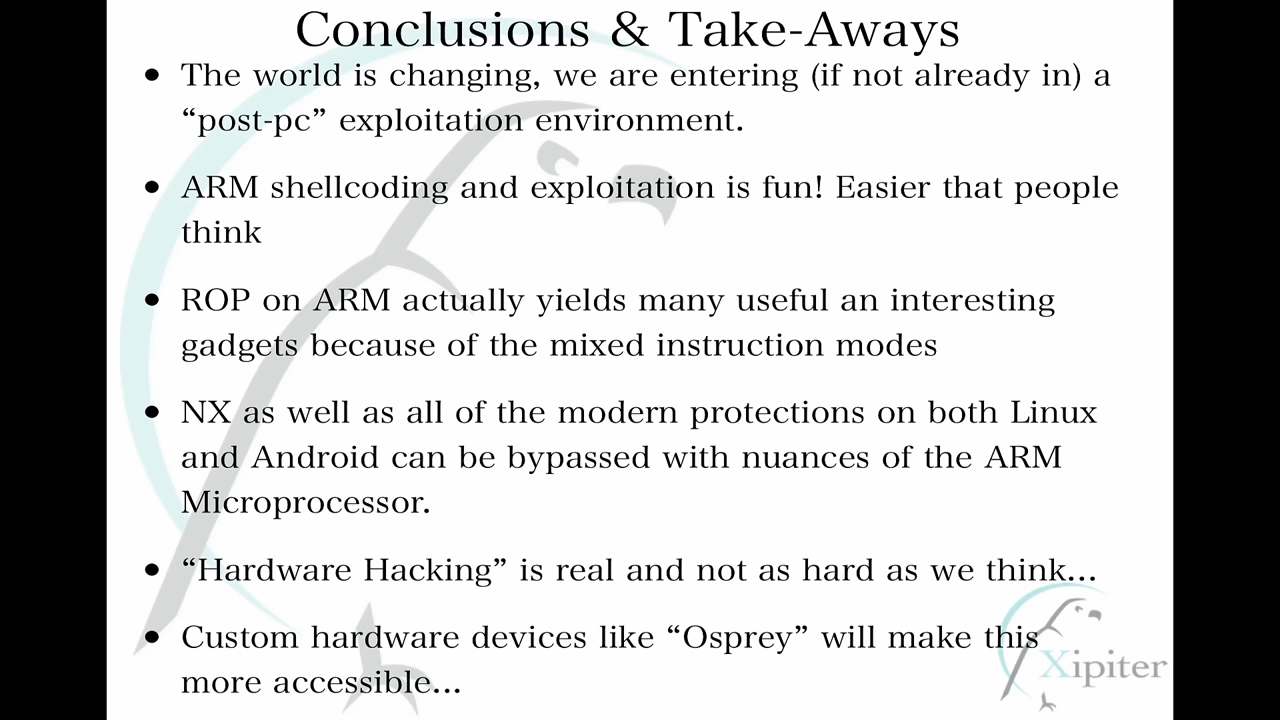 Conclusions & Take-Aways
• The world is changing, we are entering (if not already in) a
“post-pc” exploitation environment.
• ARM shellcoding and exploitation is fun! Easier that people
think
• ROP on ARM actually yields many useful an interesting
gadgets because of the mixed instruction modes
• NX as well as all of the modern protections on both Linux
and Android can be bypassed with nuances of the ARM
Microprocessor.
• “Hardware Hacking” is real and not as hard as we think...
• Custom hardware devices like “Osprey” will make this
more accessible...
Xipiter